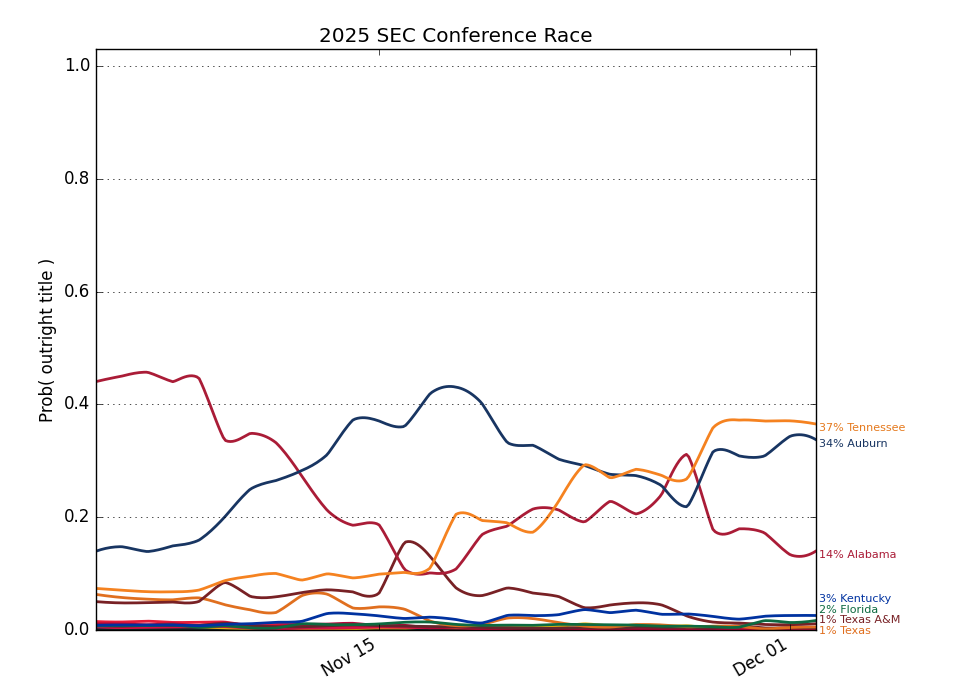 2025 SEC Conference Race
1.0
0.8
0.6
0.4
0.2
0.0
Prob( outright title )
Nov 15
Dec 01
37% Tennessee
34% Auburn
14% Alabama
3% Kentucky
2% Florida
1% Texas A&M
1% Texas